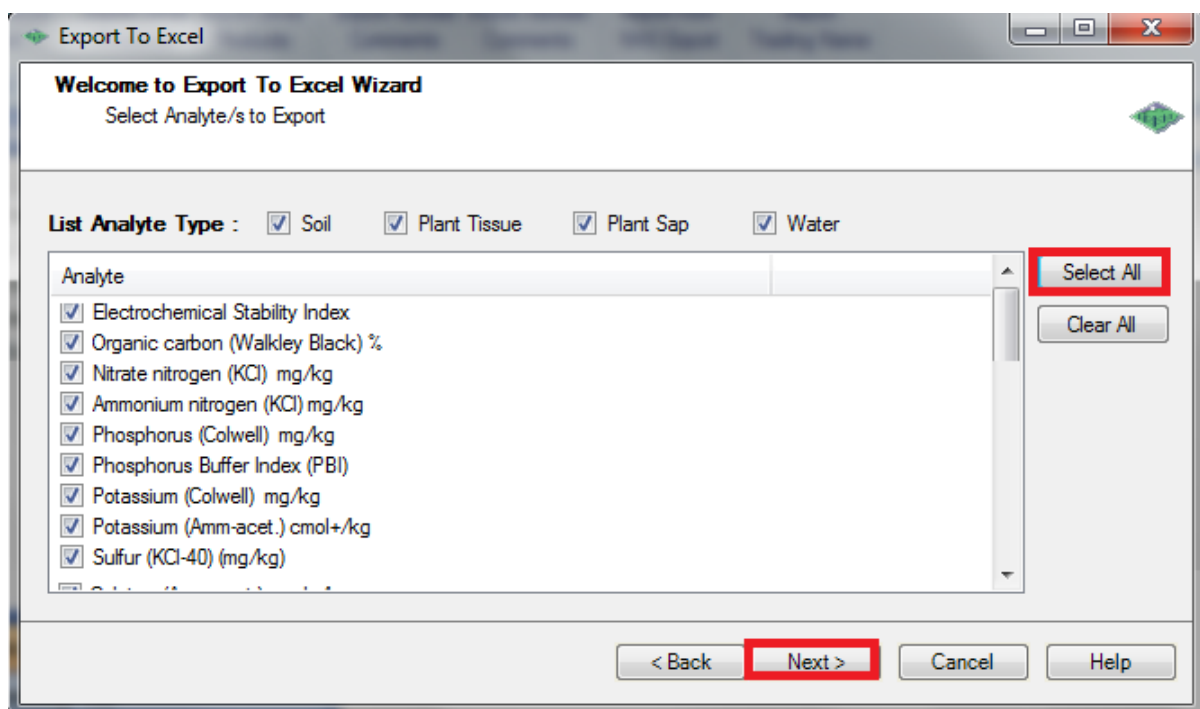 Export To Excel
Welcome to Export To Excel Wizard
Select Analyte/s to Export
List Analyte Type : Soil Plant Tissue Plant Sap Water
Analyte
Select All
Electrochemical Stability Index
Clear All
Organic carbon (Walkley Black) %
Nitrate nitrogen (KCl) mg/kg
Ammonium nitrogen (KCl) mg/kg
Phosphorus (Colwell) mg/kg
Phosphorus Buffer Index (PBI)
Potassium (Colwell) mg/kg
Potassium (Amm-acet.) cmol+/kg
Sulfur (KCl-40) (mg/kg)
< Back Next > Cancel Help